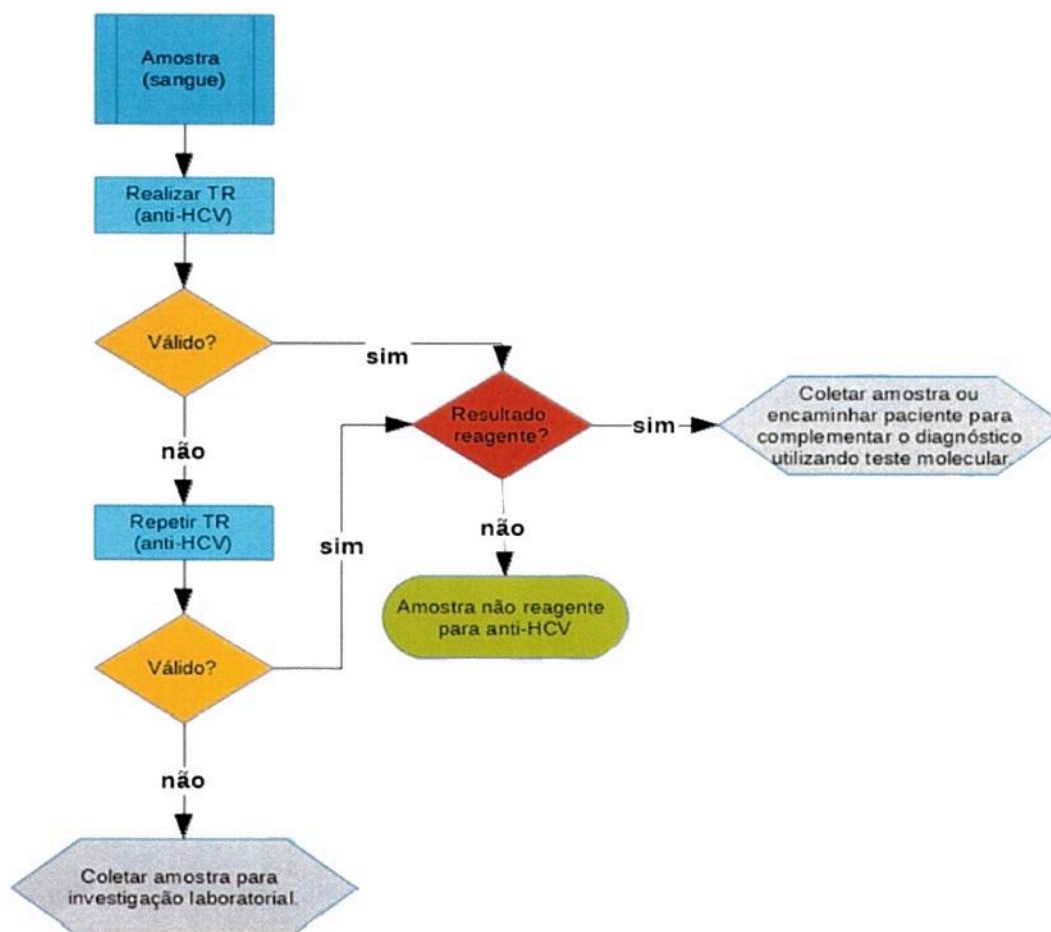 Amostra
(sangue)
Realizar TR
(anti-HCV)
Válido?
sim
não
Resultado
reagente?
sim
Coletar amostra ou
encaminhar paciente para
complementar o diagnóstico
utilizando teste molecular.
não
Amostra não reagente
para anti-HCV
Repetir TR
(anti-HCV)
sim
Válido?
não
Coletar amostra para
investigação laboratorial.